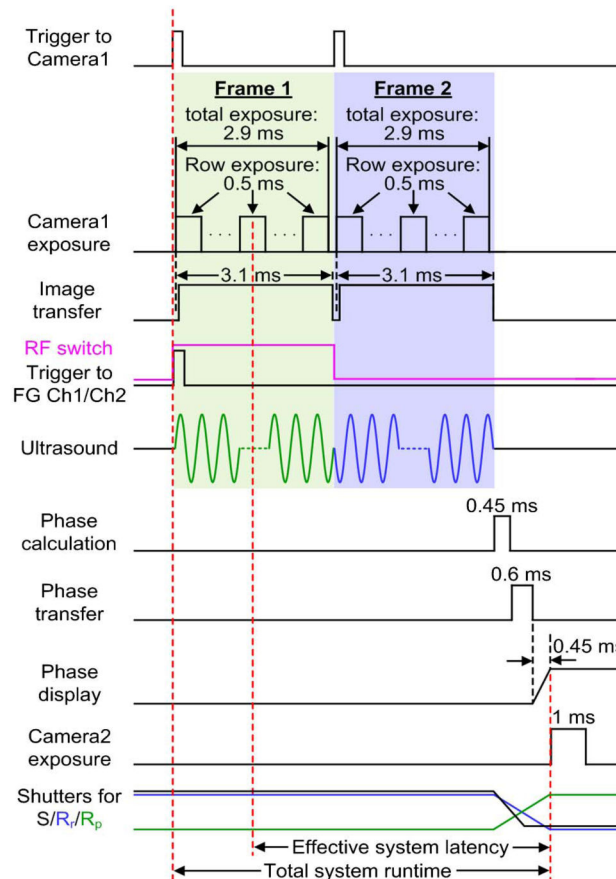 Trigger to
Camera1
Frame 1
Frame 2
total exposure:
2.9 ms
total exposure:
2.9 ms
Row exposure:
0.5 ms
Row exposure:
0.5 ms
Camera1
exposure
3.1 ms
3.1 ms
Image
transfer
RF switch
Trigger to
FG Ch1/Ch2
Ultrasound
0.45 ms
Phase
calculation
0.6 ms
Phase
transfer
0.45 ms
Phase
display
1 ms
Camera2
exposure
Shutters for
S/Rr/Rp
Effective system latency
Total system runtime